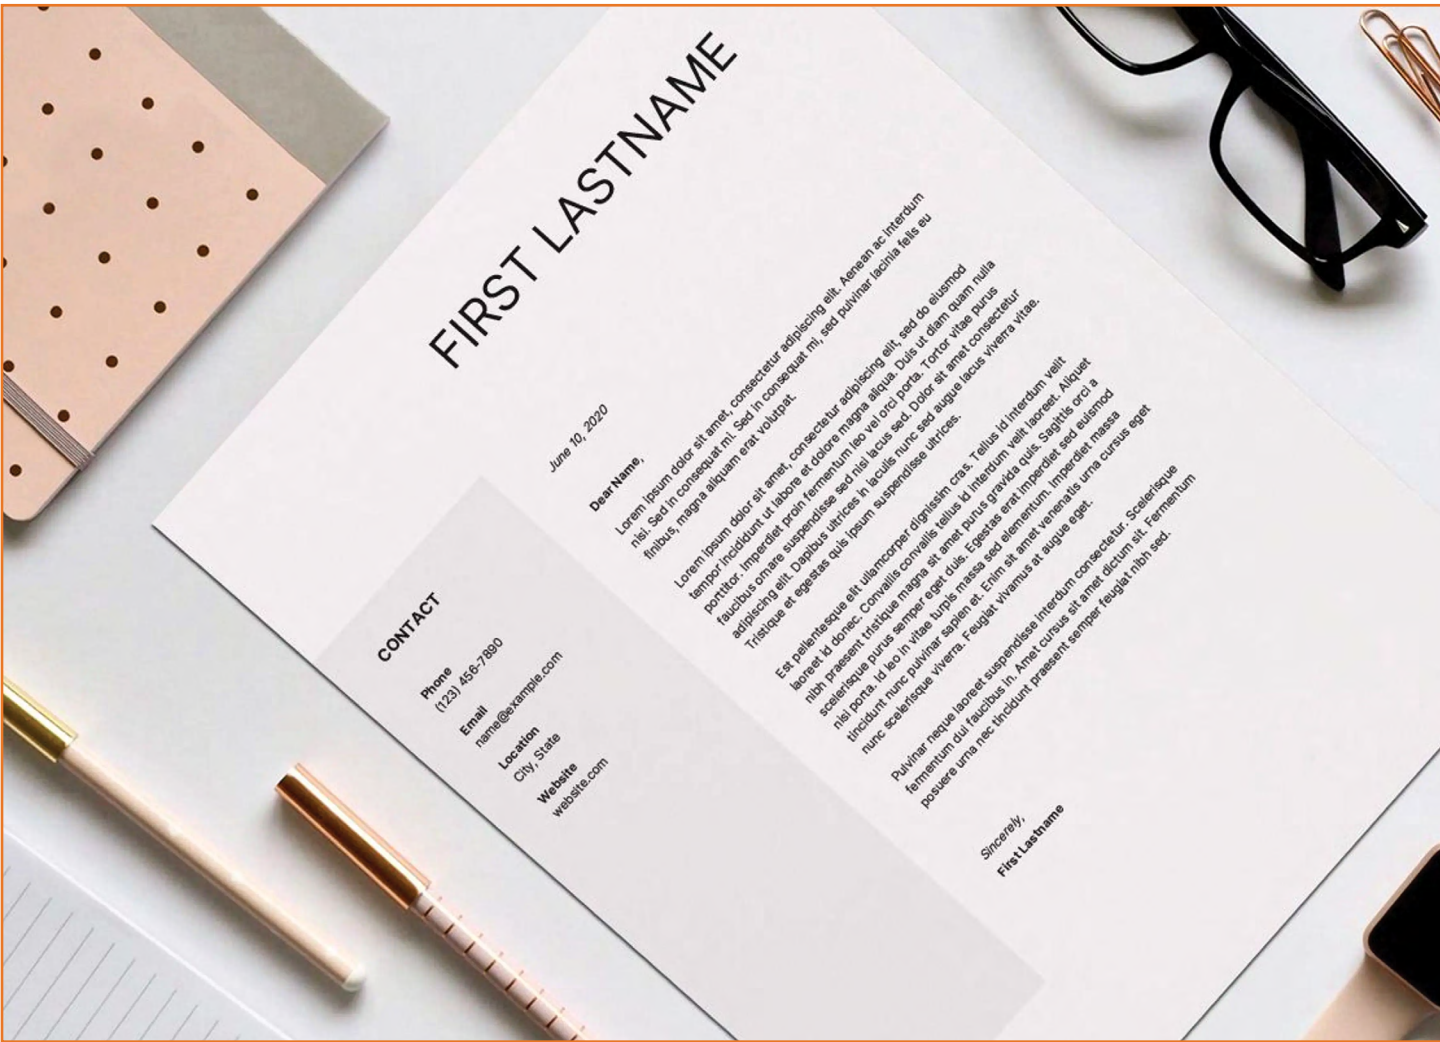 FIRST LASTNAME
June 10, 2020
Dear Name,
Lorem ipsum dolor sit amet, consectetur adipiscing elit. Aenean ac interdum
nisi. Sed in consequat mi. Sed in consequat mi, sed pulvinar lacinia felis eu
finibus, magna aliquam erat volutpat.
Lorem ipsum dolor sit amet, consectetur adipiscing elit, sed do eiusmod
tempor incididunt ut labore et dolore magna aliqua. Duis ut diam quam nulla
porttitor. Imperdiet proin fermentum leo vel orci porta. Tortor vitae purus
faucibus ornare suspendisse sed nisi lacus sed. Dolor sit amet consectetur
adipiscing elit. Dapibus ultrices in iaculis nunc sed augue lacus viverra vitae.
Tristique et egestas quis ipsum suspendisse ultrices.
Est pellentesque elit ullamcorper dignissim cras. Tellus id interdum velit
laoreet id donec. Convallis convallis tellus id interdum velit laoreet. Aliquet
nibh praesent tristique magna sit amet purus gravida quis. Sagittis orci a
scelerisque purus semper eget duis. Egestas erat imperdiet sed euismod
nisi porta. Id leo in vitae turpis massa sed elementum. Imperdiet massa
tincidunt nunc pulvinar sapien et. Enim sit amet venenatis urna cursus eget
nunc scelerisque viverra. Feugiat vivamus at augue eget.
Pulvinar neque laoreet suspendisse interdum consectetur. Scelerisque
fermentum dui faucibus in. Amet cursus sit amet dictum sit. Fermentum
posuere urna nec tincidunt praesent semper feugiat nibh sed.
Sincerely,
First Lastname
CONTACT
Phone
(123) 456-7890
Email
name@example.com
Location
City, State
Website
website.com